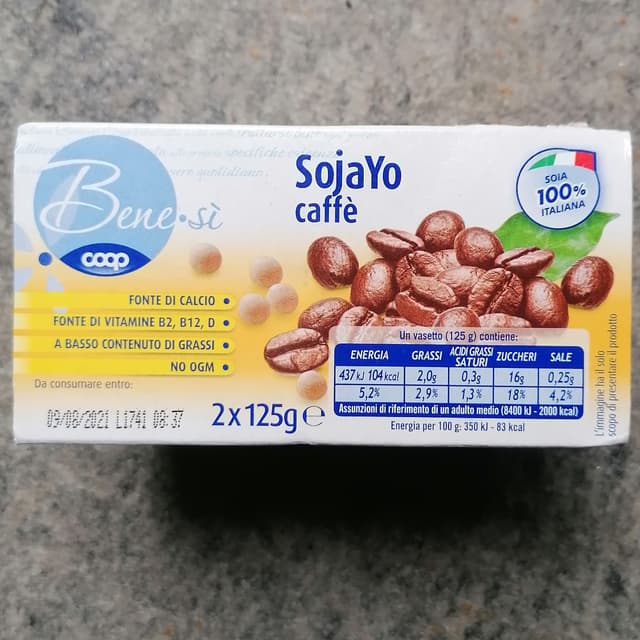 specifiche esigenze
essere quotidiano.
Bene·sì
coop
SojaYo
caffè
SOIA
100%
ITALIANA
FONTE DI CALCIO •
FONTE DI VITAMINE B2, B12, D •
A BASSO CONTENUTO DI GRASSI •
NO OGM •
Da consumare entro:
09/08/2021 L1741 08:37
2x125g e
Un vasetto (125 g) contiene:
ENERGIA GRASSI ACIDI GRASSI SATURI ZUCCHERI SALE
437 kJ 104 kcal 2,0g 0,3g 16g 0,25g
5,2% 2,9% 1,3% 18% 4,2%
Assunzioni di riferimento di un adulto medio (8400 kJ - 2000 kcal)
Energia per 100 g: 350 kJ - 83 kcal
L'immagine ha il solo
scopo di presentare il prodotto